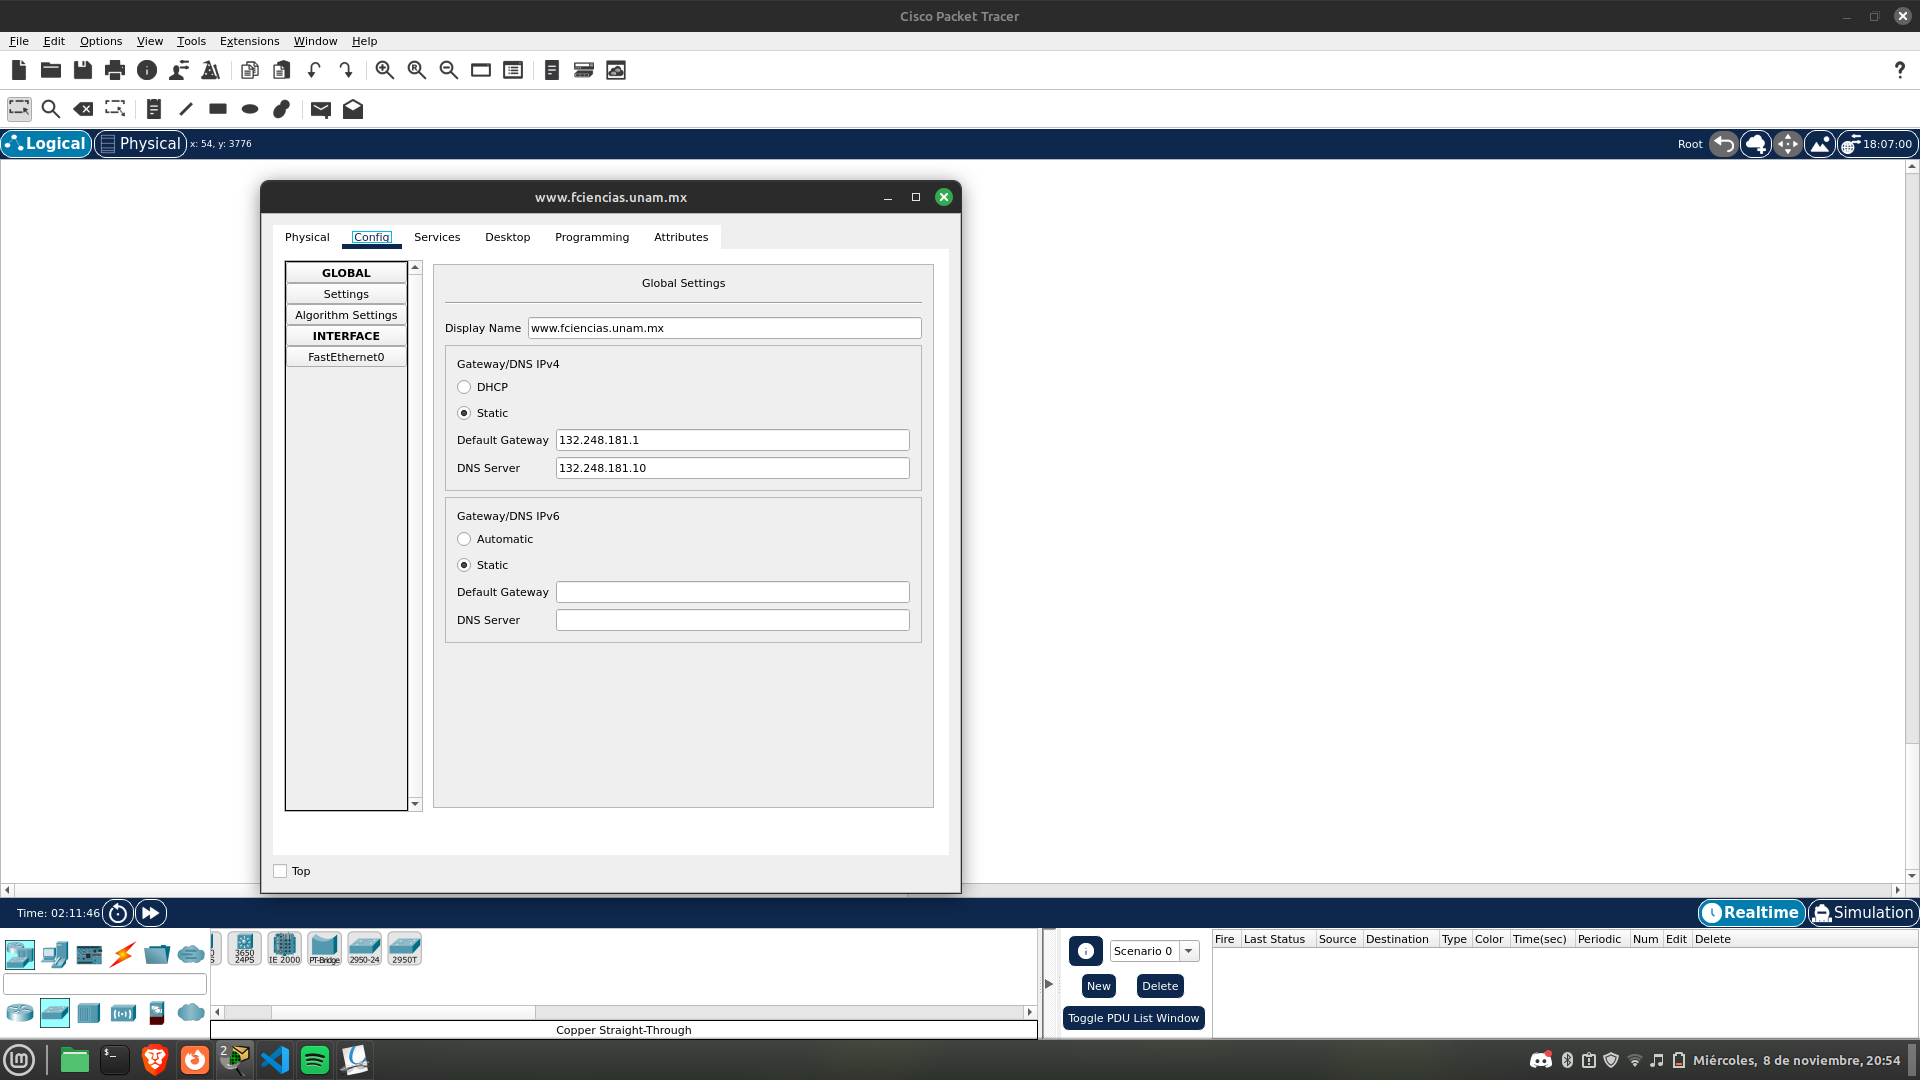 Cisco Packet Tracer
File Edit Options View Tools Extensions Window Help
Logical Physical x: 54, y: 3776 Root 18:07:00
www.fciencias.unam.mx
Physical Config Services Desktop Programming Attributes
GLOBAL
Settings
Algorithm Settings
INTERFACE
FastEthernet0
Global Settings
Display Name www.fciencias.unam.mx
Gateway/DNS IPv4
DHCP
Static
Default Gateway 132.248.181.1
DNS Server 132.248.181.10
Gateway/DNS IPv6
Automatic
Static
Default Gateway
DNS Server
Top
Time: 02:11:46 Realtime Simulation
3650 24PS IE 2000 PT-Bridge 2950-24 2950T
Copper Straight-Through
Scenario 0
New Delete
Toggle PDU List Window
Fire Last Status Source Destination Type Color Time(sec) Periodic Num Edit Delete
2
Miércoles, 8 de noviembre, 20:54